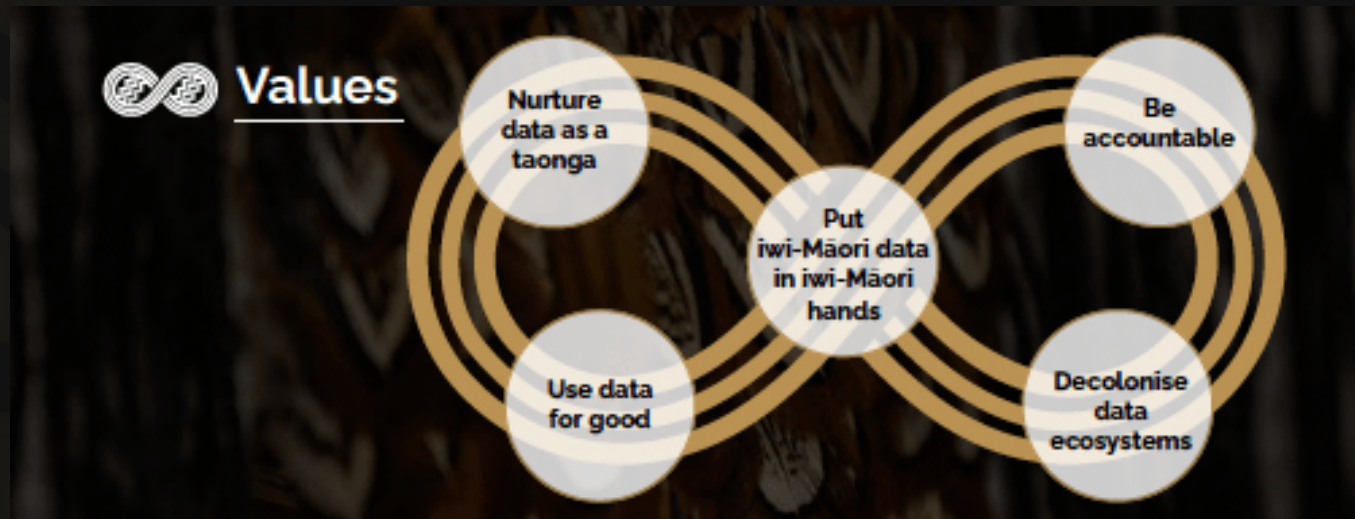 Values
Nurture
data as a
taonga
Be
accountable
Put
iwi-Māori data
in iwi-Māori
hands
Use data
for good
Decolonise
data
ecosystems